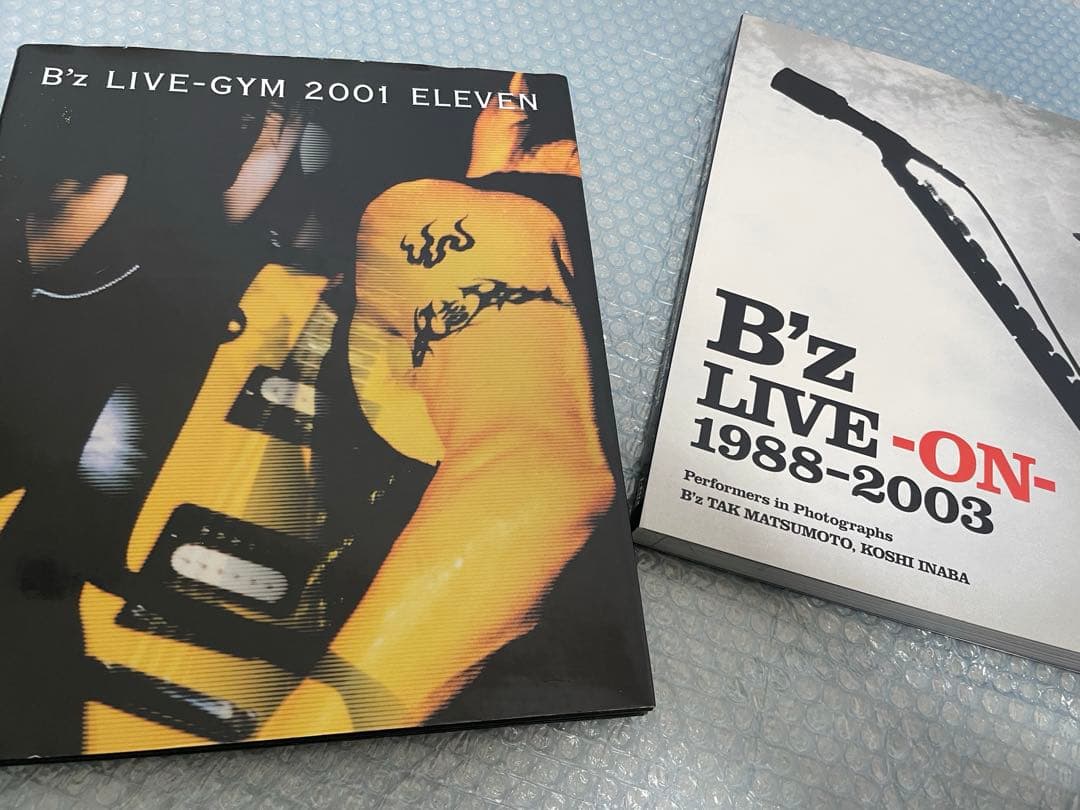 B'z LIVE-GYM 2001 ELEVEN
B'z
LIVE -ON-
1988-2003
Performers in Photographs
B'z TAK MATSUMOTO, KOSHI INABA